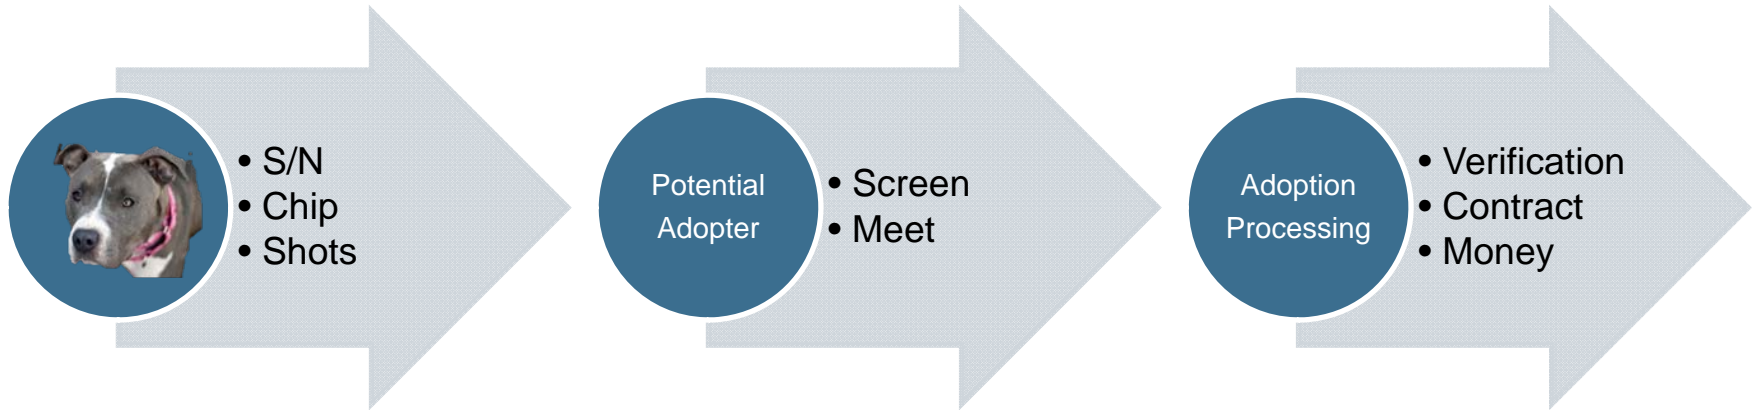 • S/N
• Chip
• Shots
Potential
Adopter
• Screen
• Meet
Adoption
Processing
• Verification
• Contract
• Money